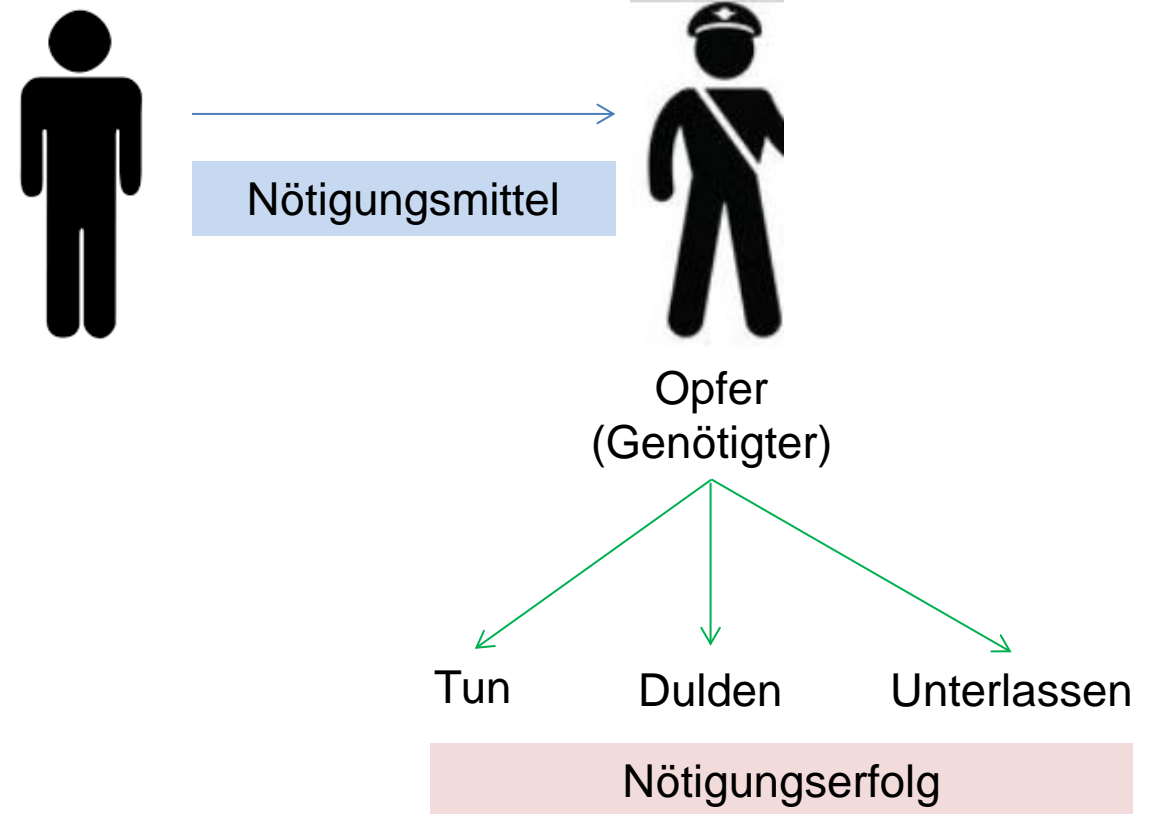 Nötigungsmittel
Opfer
(Genötigter)
Tun
Dulden
Unterlassen
Nötigungserfolg